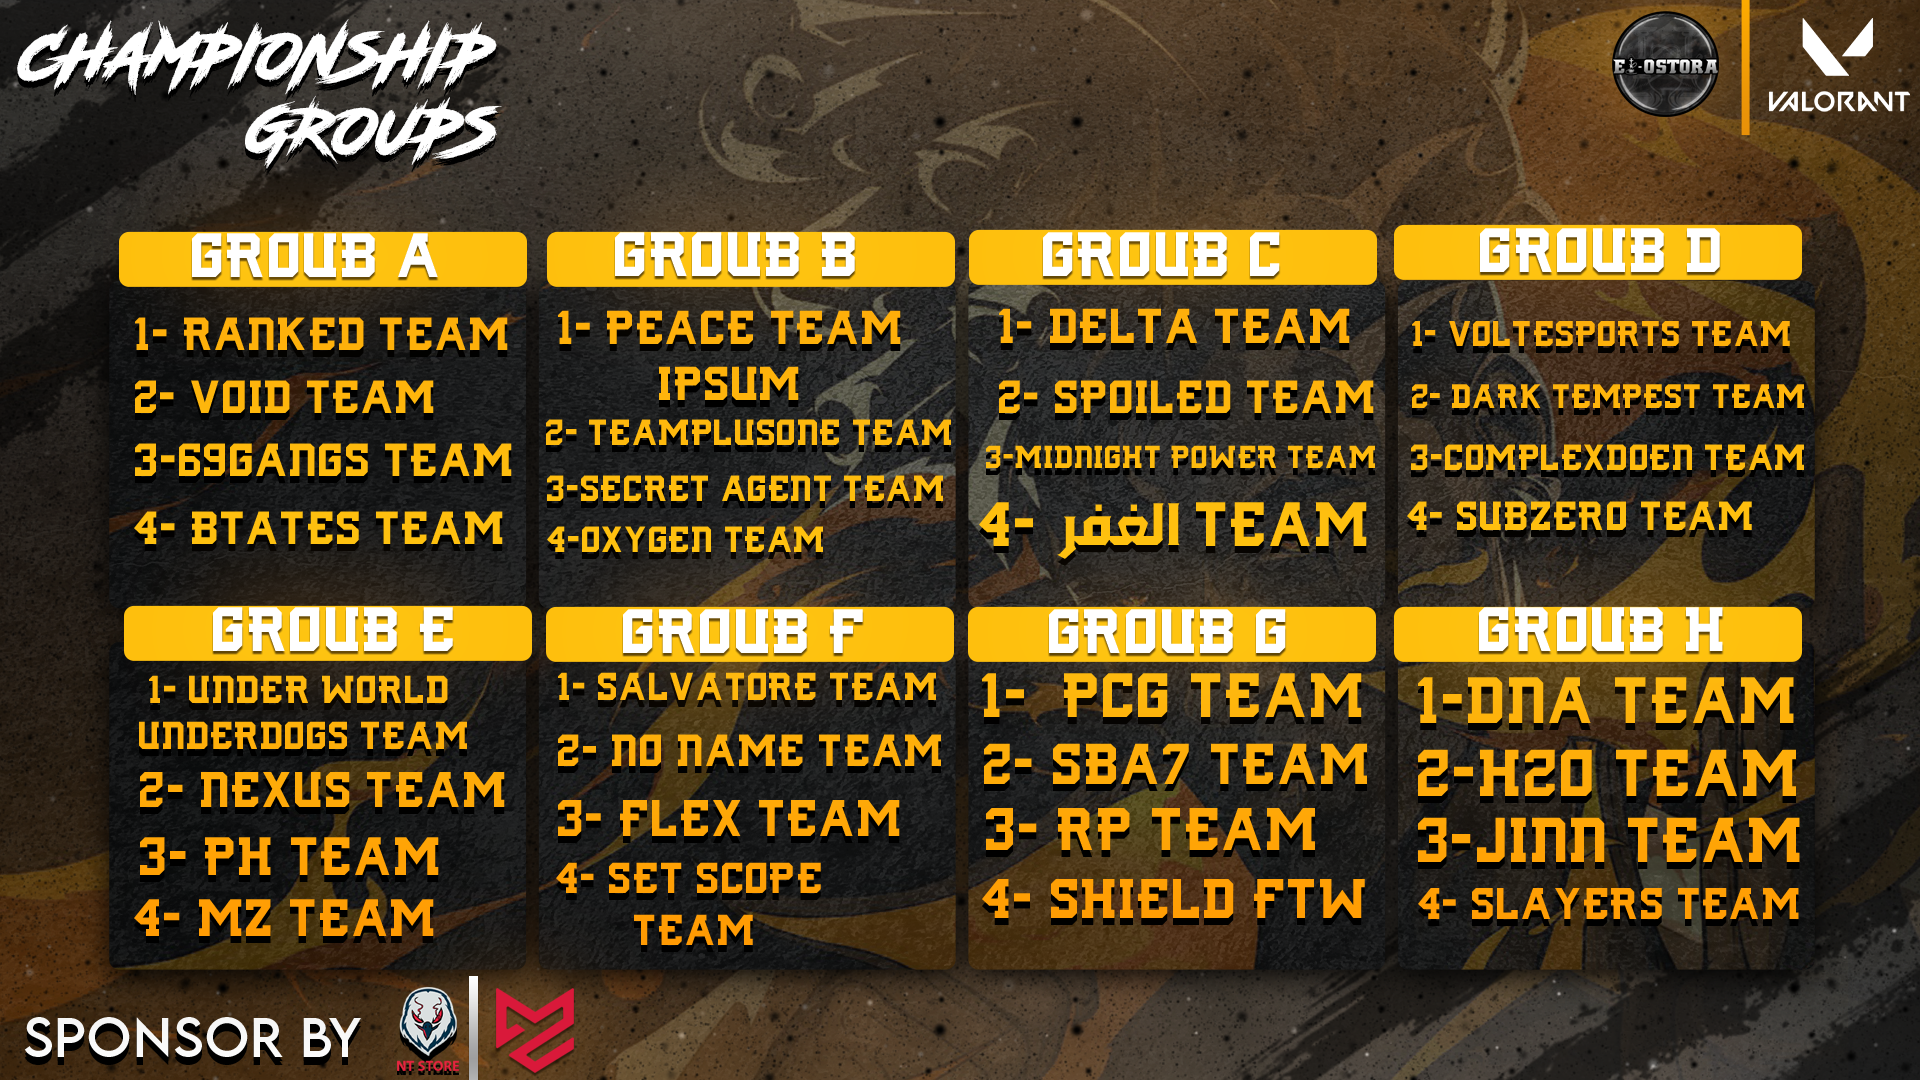 CHAMPIONSHIP
GROUPS
EL-OSTORA
VALORANT
GROUB A
1- RANKED TEAM
2- VOID TEAM
3-69GANGS TEAM
4- BTATES TEAM
GROUB B
1- PEACE TEAM
IPSUM
2- TEAMPLUSONE TEAM
3-SECRET AGENT TEAM
4-OXYGEN TEAM
GROUB C
1- DELTA TEAM
2- SPOILED TEAM
3-MIDNIGHT POWER TEAM
4- الغفر TEAM
GROUB D
1- VOLTESPORTS TEAM
2- DARK TEMPEST TEAM
3-COMPLEXDOEN TEAM
4- SUBZERO TEAM
GROUB E
1- UNDER WORLD
UNDERDOGS TEAM
2- NEXUS TEAM
3- PH TEAM
4- MZ TEAM
GROUB F
1- SALVATORE TEAM
2- NO NAME TEAM
3- FLEX TEAM
4- SET SCOPE
TEAM
GROUB G
1- PCG TEAM
2- SBA7 TEAM
3- RP TEAM
4- SHIELD FTW
GROUB H
1-DNA TEAM
2-H2O TEAM
3-JINN TEAM
4- SLAYERS TEAM
SPONSOR BY
NT STORE